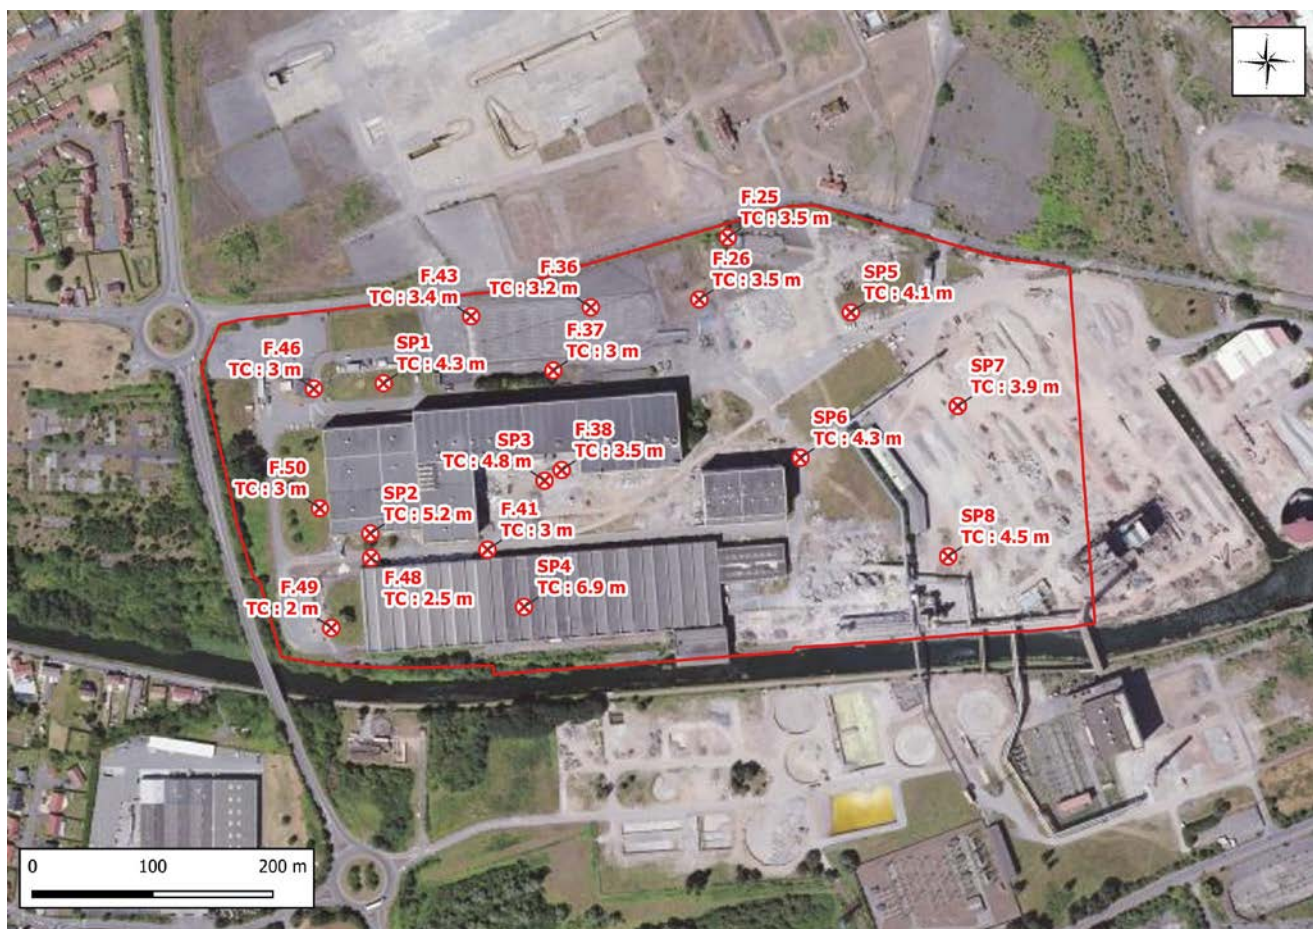 F.25
TC : 3.5 m
F.26
TC : 3.5 m
SP5
TC : 4.1 m
F.43
TC : 3.4 m
F.36
TC : 3.2 m
F.37
TC : 3 m
F.46
TC : 3 m
SP1
TC : 4.3 m
SP7
TC : 3.9 m
SP6
TC : 4.3 m
SP3
TC : 4.8 m
F.38
TC : 3.5 m
F.50
TC : 3 m
SP2
TC : 5.2 m
F.41
TC : 3 m
SP8
TC : 4.5 m
F.49
TC : 2 m
F.48
TC : 2.5 m
SP4
TC : 6.9 m
0 100 200 m